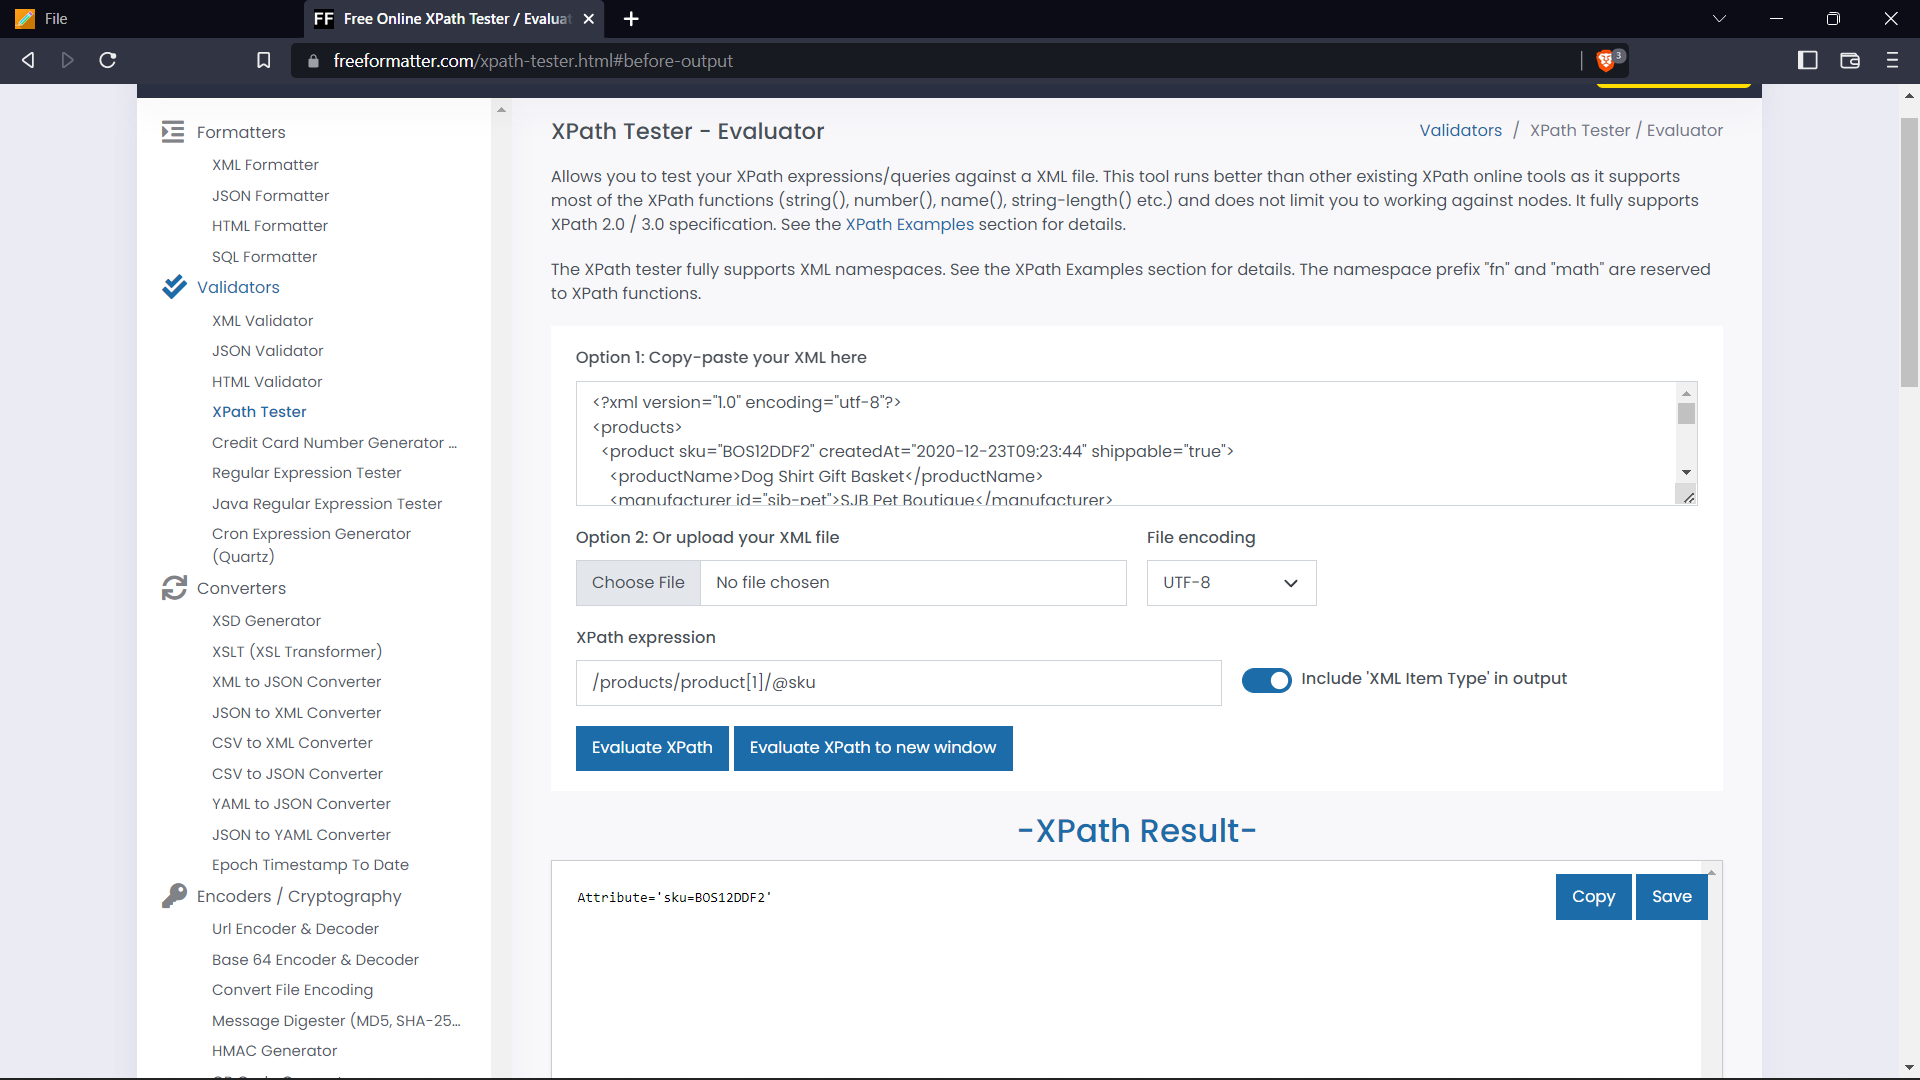 File
FF Free Online XPath Tester / Evaluat
freeformatter.com/xpath-tester.html#before-output
3
Formatters
XML Formatter
JSON Formatter
HTML Formatter
SQL Formatter
Validators
XML Validator
JSON Validator
HTML Validator
XPath Tester
Credit Card Number Generator ...
Regular Expression Tester
Java Regular Expression Tester
Cron Expression Generator
(Quartz)
Converters
XSD Generator
XSLT (XSL Transformer)
XML to JSON Converter
JSON to XML Converter
CSV to XML Converter
CSV to JSON Converter
YAML to JSON Converter
JSON to YAML Converter
Epoch Timestamp To Date
Encoders / Cryptography
Url Encoder & Decoder
Base 64 Encoder & Decoder
Convert File Encoding
Message Digester (MD5, SHA-25...
HMAC Generator
XPath Tester - Evaluator
Validators / XPath Tester / Evaluator
Allows you to test your XPath expressions/queries against a XML file. This tool runs better than other existing XPath online tools as it supports
most of the XPath functions (string(), number(), name(), string-length() etc.) and does not limit you to working against nodes. It fully supports
XPath 2.0 / 3.0 specification. See the XPath Examples section for details.
The XPath tester fully supports XML namespaces. See the XPath Examples section for details. The namespace prefix "fn" and "math" are reserved
to XPath functions.
Option 1: Copy-paste your XML here
<?xml version="1.0" encoding="utf-8"?>
<products>
<product sku="BOS12DDF2" createdAt="2020-12-23T09:23:44" shippable="true">
<productName>Dog Shirt Gift Basket</productName>
<manufacturer id="sjb-pet">SJB Pet Boutique</manufacturer>
Option 2: Or upload your XML file
File encoding
Choose File No file chosen
UTF-8
XPath expression
/products/product[1]/@sku
Include 'XML Item Type' in output
Evaluate XPath
Evaluate XPath to new window
-XPath Result-
Attribute='sku=BOS12DDF2'
Copy
Save